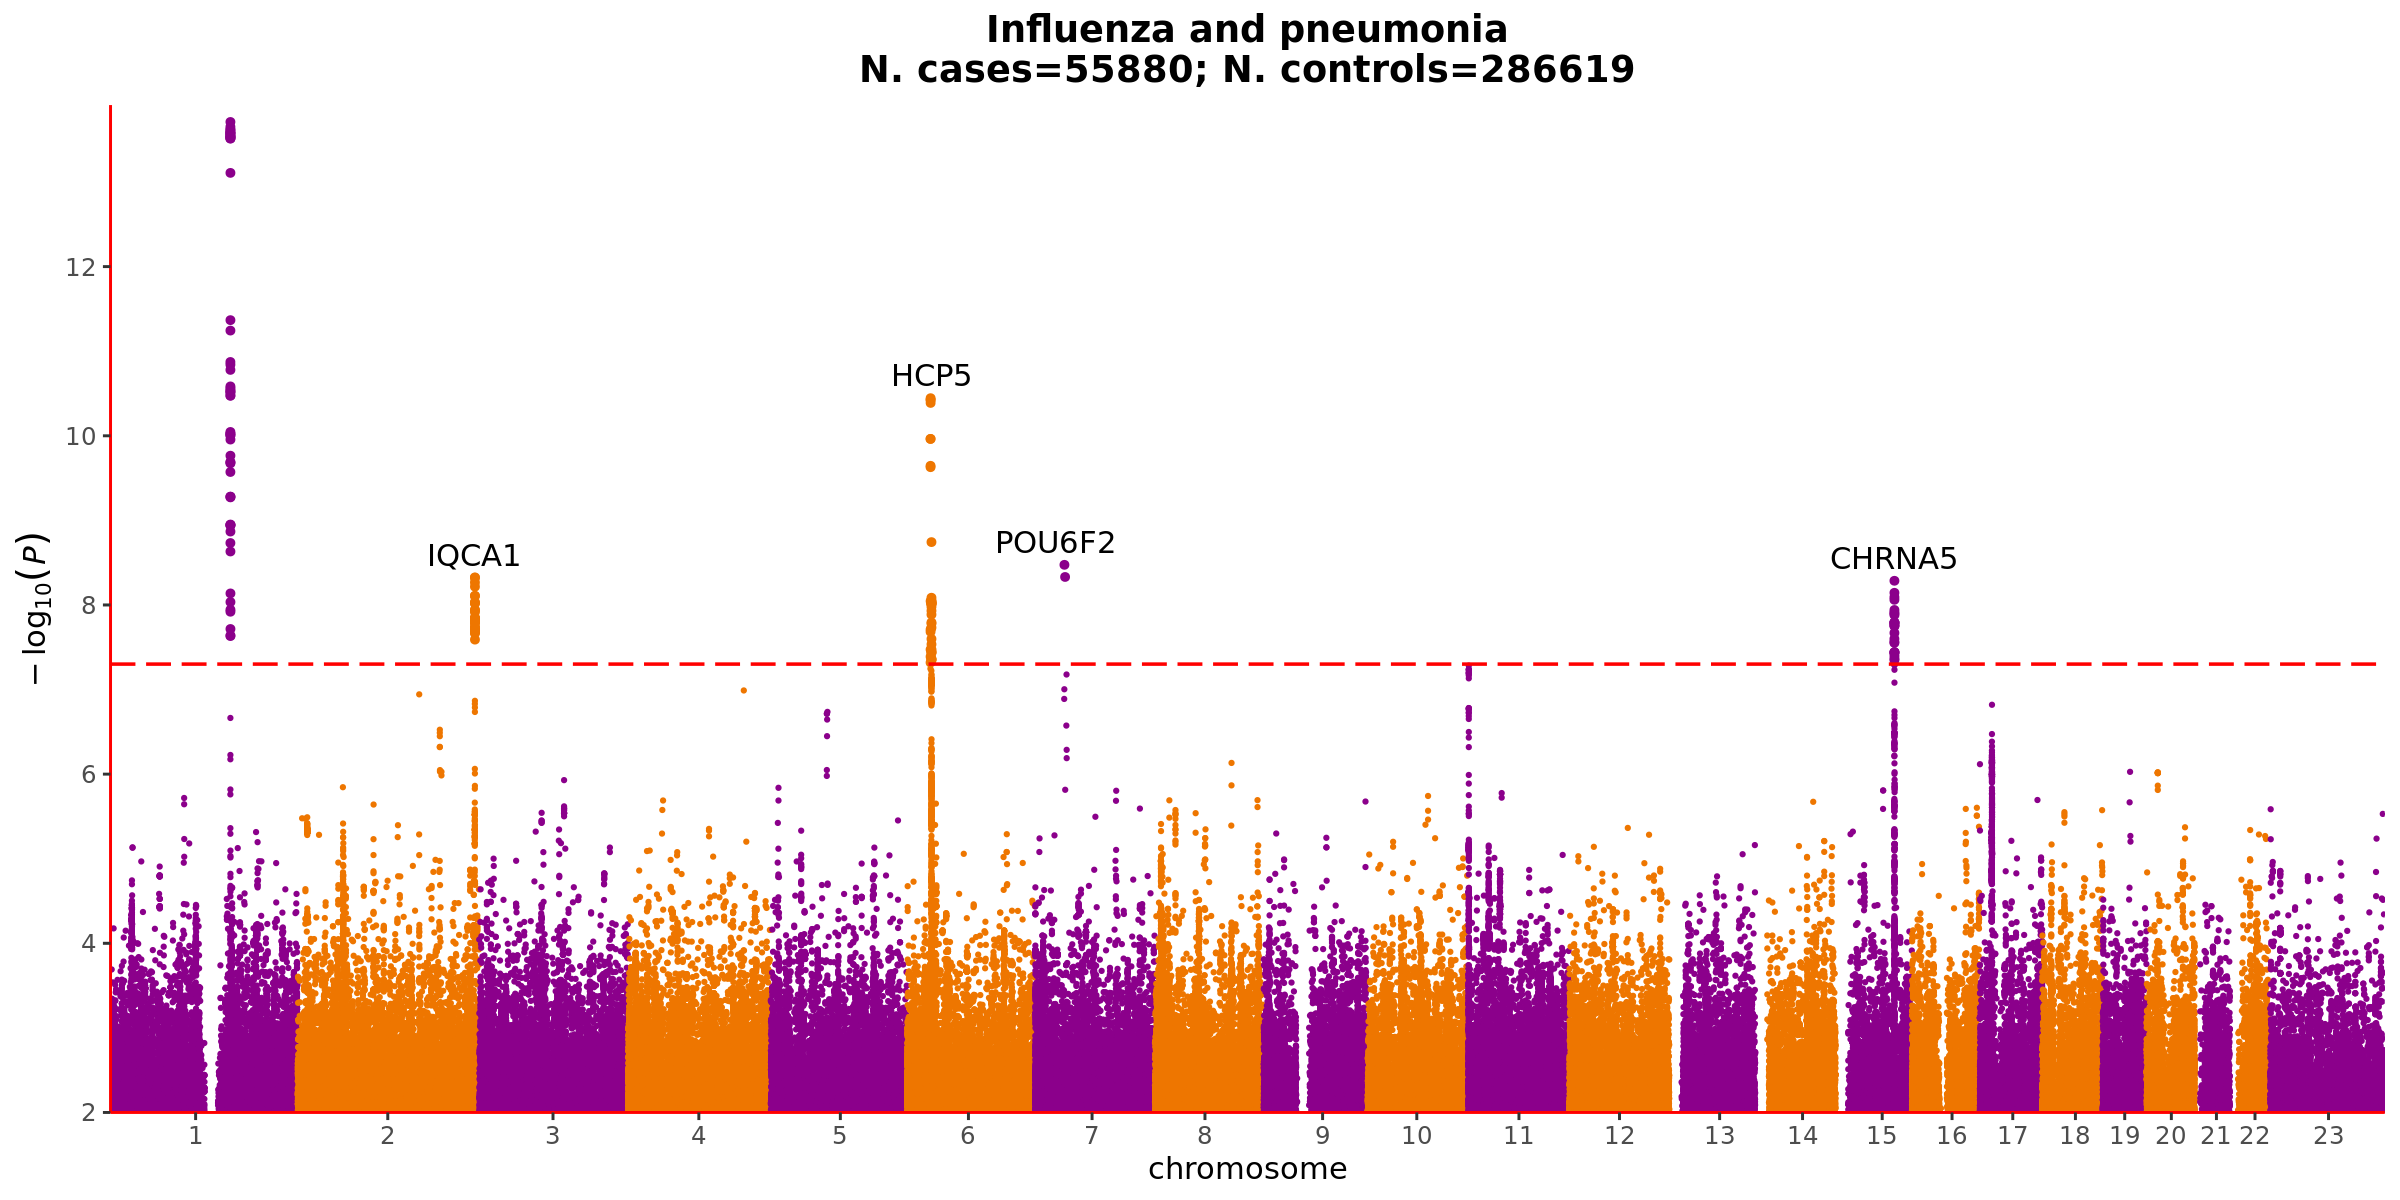 Influenza and pneumonia
N. cases=55880; N. controls=286619
12
HCP5
10
POU6F2
IQCA1
CHRNA5
−log₁₀(P)
8
6
4
2
1 2 3 4 5 6 7 8 9 10 11 12 13 14 15 16 17 18 19 20 21 22 23
chromosome